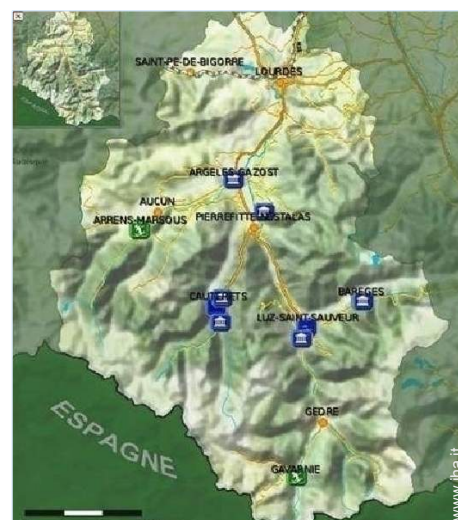 SAINT-PE-DE-BIGORRE
LOURDES
ARGELES-GAZOST
AUCUN
ARRENS-MARSOUS
PIERREFITTE-NESTALAS
CAUTERETS
BAREGES
LUZ-SAINT-SAUVEUR
GEDRE
ESPAGNE
GAVARNIE
www.iha.it